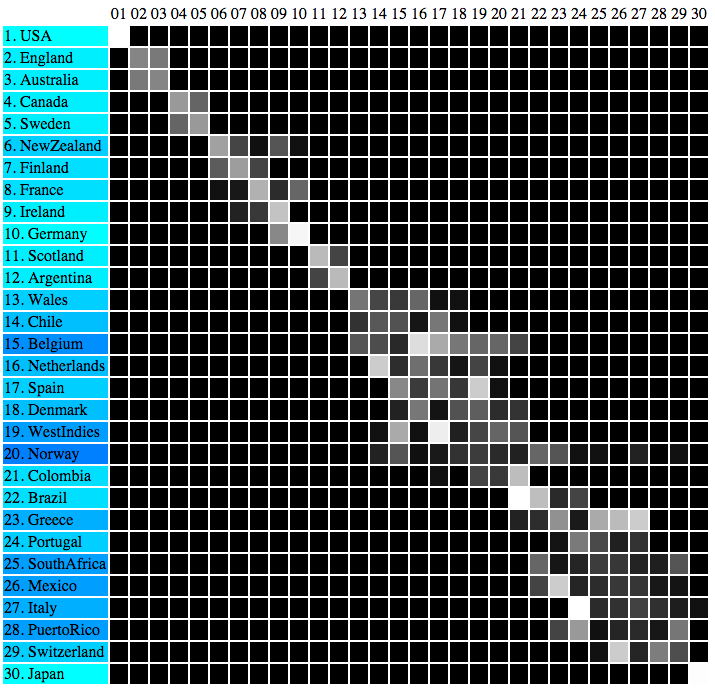 01 02 03 04 05 06 07 08 09 10 11 12 13 14 15 16 17 18 19 20 21 22 23 24 25 26 27 28 29 30
1. USA
2. England
3. Australia
4. Canada
5. Sweden
6. NewZealand
7. Finland
8. France
9. Ireland
10. Germany
11. Scotland
12. Argentina
13. Wales
14. Chile
15. Belgium
16. Netherlands
17. Spain
18. Denmark
19. WestIndies
20. Norway
21. Colombia
22. Brazil
23. Greece
24. Portugal
25. SouthAfrica
26. Mexico
27. Italy
28. PuertoRico
29. Switzerland
30. Japan